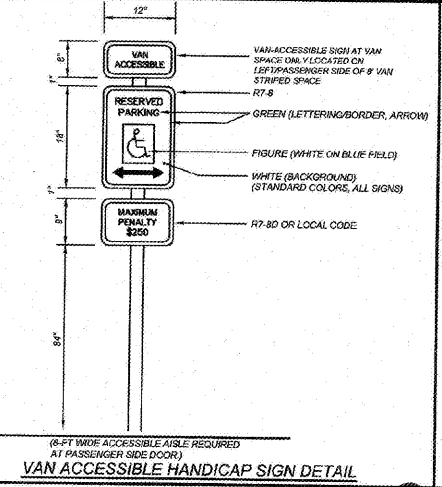 12"
6"
VAN
ACCESSIBLE
VAN-ACCESSIBLE SIGN AT VAN
SPACE ONLY LOCATED ON
LEFT/PASSENGER SIDE OF 8' VAN
STRIPED SPACE
1"
R7-8
RESERVED
PARKING
GREEN (LETTERING/BORDER, ARROW)
18"
FIGURE (WHITE ON BLUE FIELD)
WHITE (BACKGROUND)
(STANDARD COLORS, ALL SIGNS)
1"
MAXIMUM
PENALTY
$250
R7-8D OR LOCAL CODE
84"
(8-FT WIDE ACCESSIBLE AISLE REQUIRED
AT PASSENGER SIDE DOOR.)
VAN ACCESSIBLE HANDICAP SIGN DETAIL